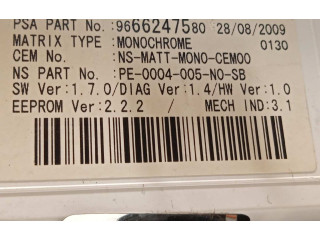 PSA PART No. :9666247580 28/08/2009
MATRIX TYPE :MONOCHROME 0130
CEM No. :NS-MATT-MONO-CEM00
NS PART No. :PE-0004-005-NO-SB
SW Ver:1.7.0/DIAG Ver:1.4/HW Ver:1.0
EEPROM Ver:2.2.2 / MECH IND:3.1